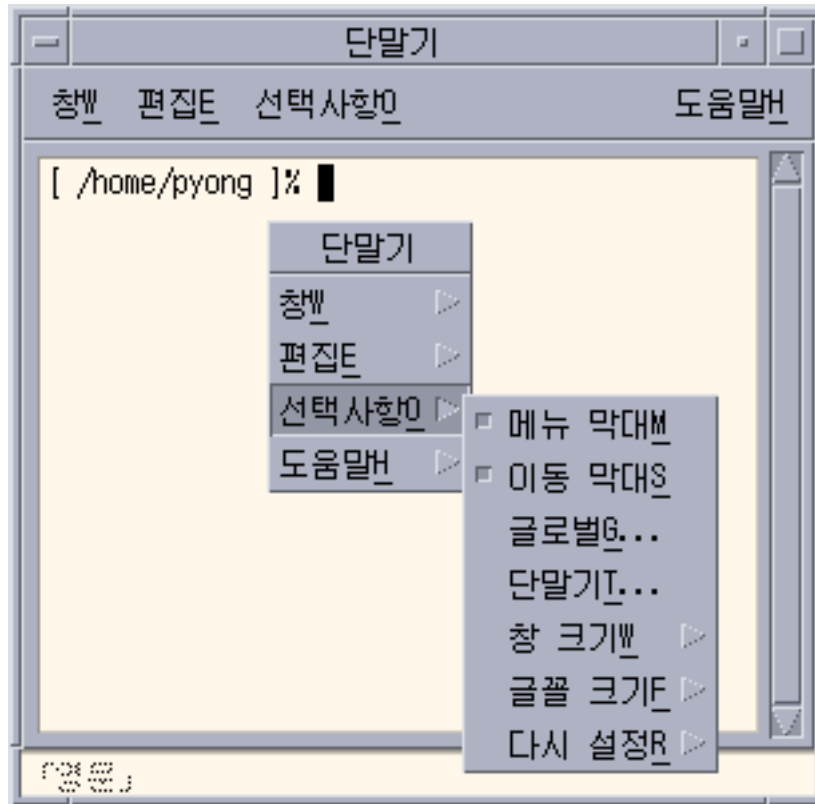 단말기
창W 편집E 선택사항O 도움말H
[ /home/pyong ]%
단말기
창W
편집E
선택사항O
도움말H
메뉴 막대M
이동 막대S
글로벌G...
단말기T...
창 크기W
글꼴 크기F
다시 설정R
「영문」